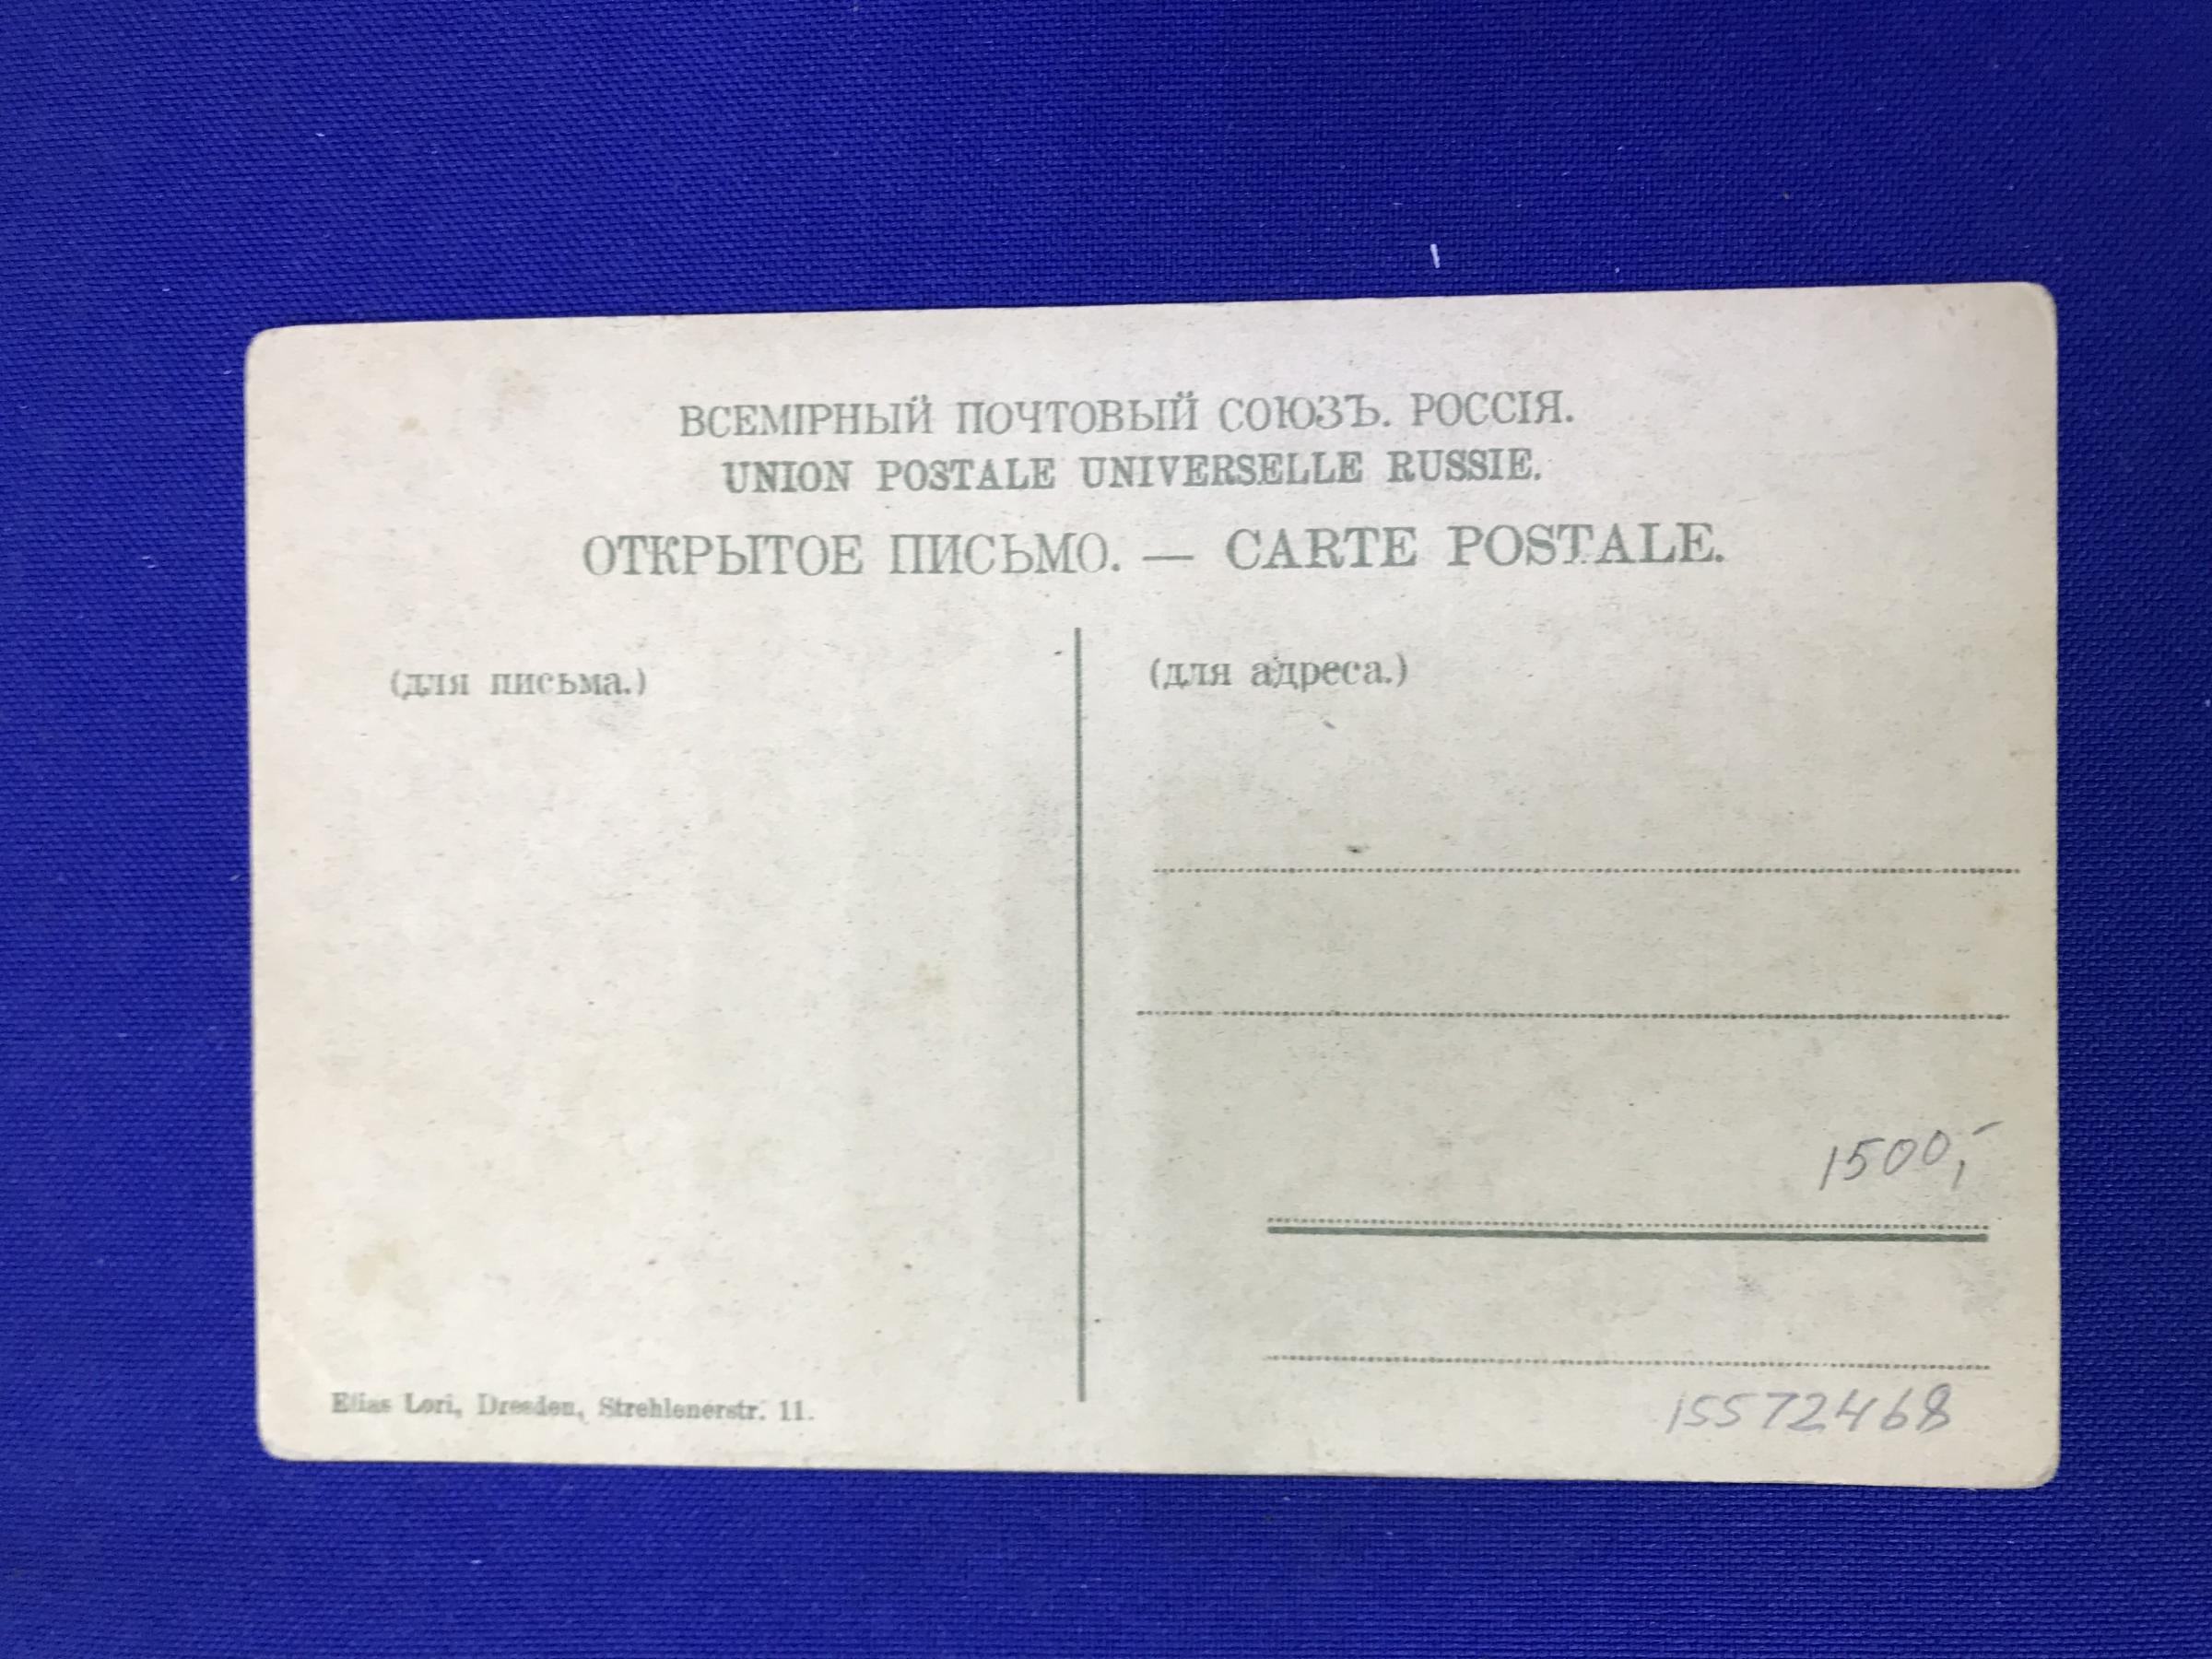 ВСЕМІРНЫЙ ПОЧТОВЫЙ СОЮЗЪ. РОССІЯ.
UNION POSTALE UNIVERSELLE RUSSIE.
ОТКРЫТОЕ ПИСЬМО. — CARTE POSTALE.
(для письма.)
(для адреса.)
1500,-
Elias Lori, Dresden, Strehlenerstr. 11.
15572468